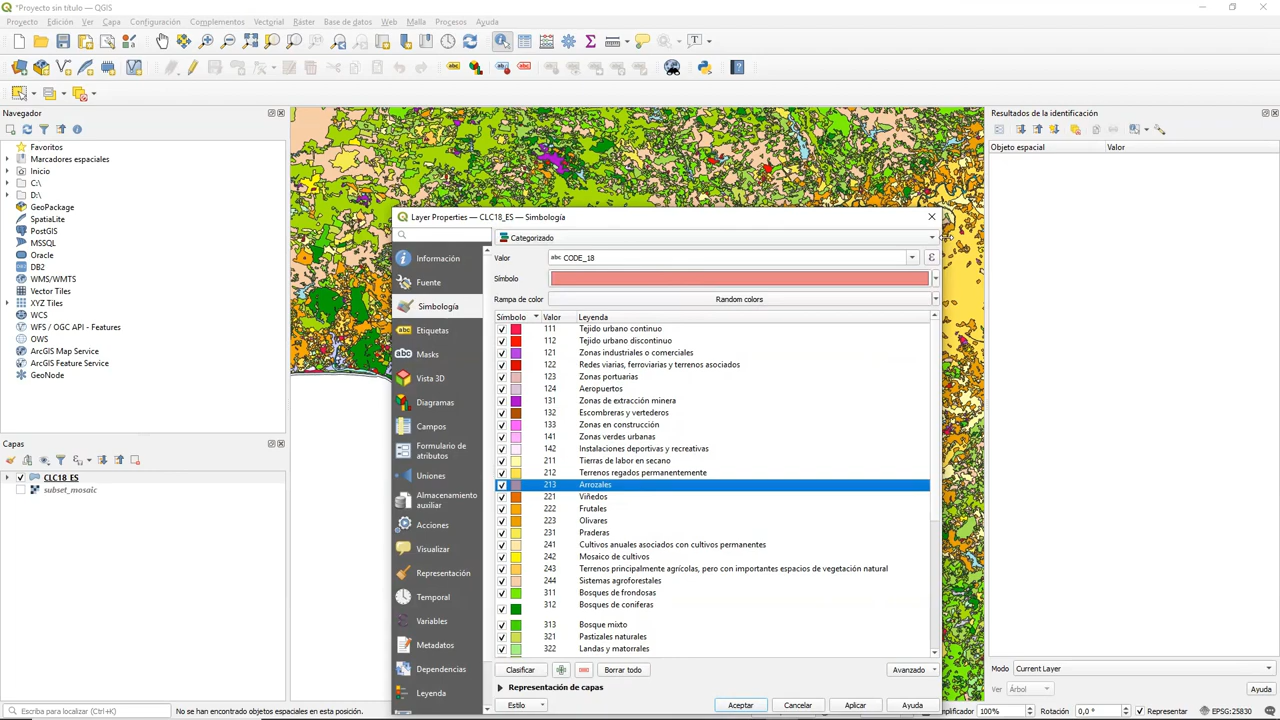 *Proyecto sin título — QGIS
Proyecto Edición Ver Capa Configuración Complementos Vectorial Ráster Base de datos Web Malla Procesos Ayuda
Navegador
Favoritos
Marcadores espaciales
Inicio
C:\
D:\
GeoPackage
SpatiaLite
PostGIS
MSSQL
Oracle
DB2
WMS/WMTS
Vector Tiles
XYZ Tiles
WCS
WFS / OGC API - Features
OWS
ArcGIS Map Service
ArcGIS Feature Service
GeoNode
Capas
CLC18_ES
subset_mosaic
Layer Properties — CLC18_ES — Simbología
Información
Fuente
Simbología
Etiquetas
Masks
Vista 3D
Diagramas
Campos
Formulario de
atributos
Uniones
Almacenamiento
auxiliar
Acciones
Visualizar
Representación
Temporal
Variables
Metadatos
Dependencias
Leyenda
Categorizado
Valor abc CODE_18
Símbolo
Rampa de color Random colors
Símbolo Valor Leyenda
111 Tejido urbano continuo
112 Tejido urbano discontinuo
121 Zonas industriales o comerciales
122 Redes viarias, ferroviarias y terrenos asociados
123 Zonas portuarias
124 Aeropuertos
131 Zonas de extracción minera
132 Escombreras y vertederos
133 Zonas en construcción
141 Zonas verdes urbanas
142 Instalaciones deportivas y recreativas
211 Tierras de labor en secano
212 Terrenos regados permanentemente
213 Arrozales
221 Viñedos
222 Frutales
223 Olivares
231 Praderas
241 Cultivos anuales asociados con cultivos permanentes
242 Mosaico de cultivos
243 Terrenos principalmente agrícolas, pero con importantes espacios de vegetación natural
244 Sistemas agroforestales
311 Bosques de frondosas
312 Bosques de coniferas
313 Bosque mixto
321 Pastizales naturales
322 Landas y matorrales
Clasificar Borrar todo Avanzado
Representación de capas
Estilo Aceptar Cancelar Aplicar Ayuda
Resultados de la identificación
Objeto espacial Valor
Modo Current Layer
Ver Árbol Ayuda
Escriba para localizar (Ctrl+K) No se han encontrado objetos espaciales en esta posición. mplificador 100% Rotación 0,0 ° Representar EPSG:25830